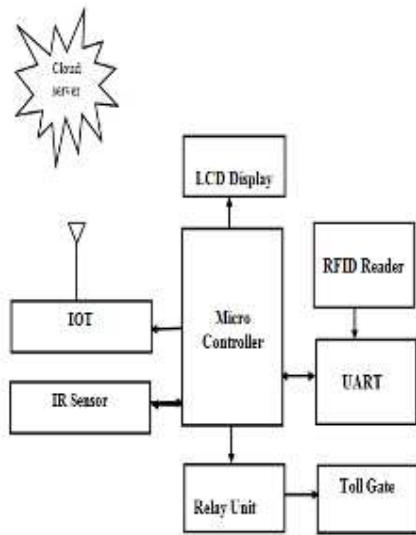 Cloud
server
LCD Display
RFID Reader
IOT
Micro
Controller
IR Sensor
UART
Relay Unit
Toll Gate